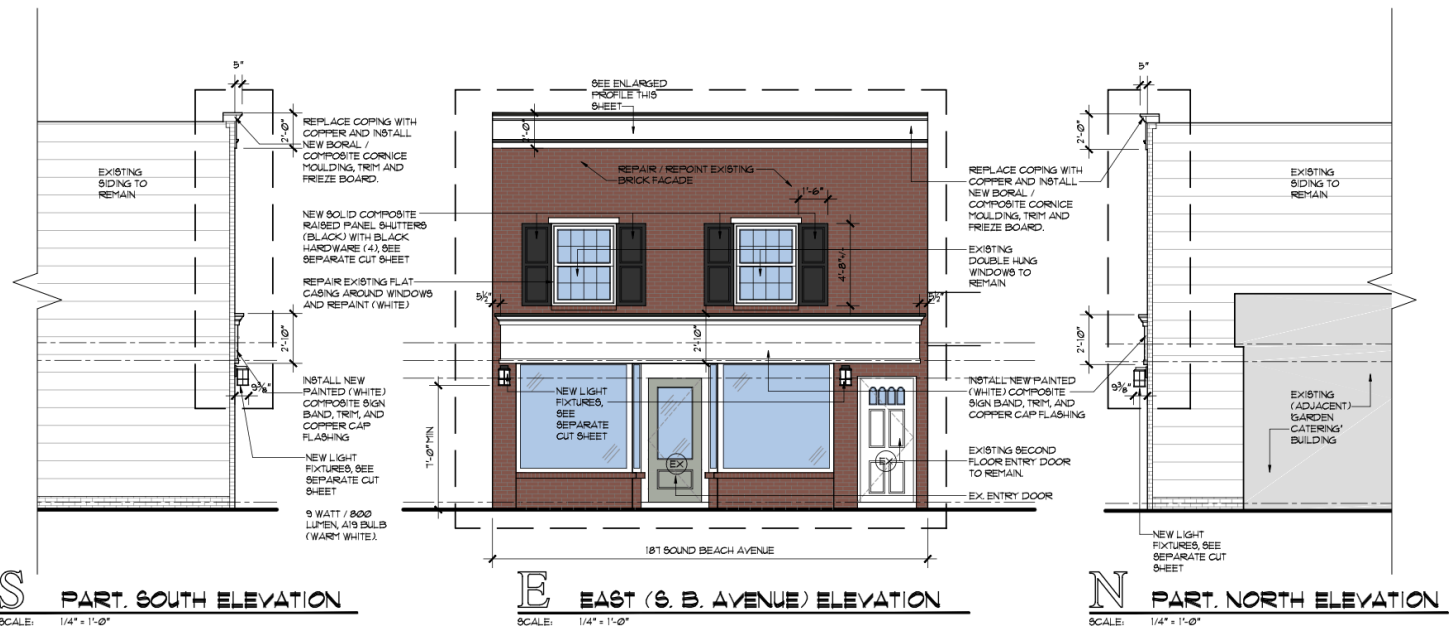 5"
2'-0"
REPLACE COPING WITH
COPPER AND INSTALL
NEW BORAL /
COMPOSITE CORNICE
MOULDING, TRIM AND
FRIEZE BOARD.
EXISTING
SIDING TO
REMAIN
NEW SOLID COMPOSITE
RAISED PANEL SHUTTERS
(BLACK) WITH BLACK
HARDWARE (4), SEE
SEPARATE CUT SHEET
REPAIR EXISTING FLAT
CASING AROUND WINDOWS
AND REPAINT (WHITE)
2'-10"
9⅜"
INSTALL NEW
PAINTED (WHITE)
COMPOSITE SIGN
BAND, TRIM, AND
COPPER CAP
FLASHING
NEW LIGHT
FIXTURES, SEE
SEPARATE CUT
SHEET
9 WATT / 800
LUMEN, A19 BULB
(WARM WHITE).
S PART. SOUTH ELEVATION
SCALE: 1/4" = 1'-0"
SEE ENLARGED
PROFILE THIS
SHEET
2'-0"
REPAIR / REPOINT EXISTING
BRICK FACADE
1'-6"
4'-8"+/-
5½"
5½"
2'-10"
7'-0" MIN
NEW LIGHT
FIXTURES,
SEE
SEPARATE
CUT SHEET
EX
EX
187 SOUND BEACH AVENUE
E EAST (S. B. AVENUE) ELEVATION
SCALE: 1/4" = 1'-0"
REPLACE COPING WITH
COPPER AND INSTALL
NEW BORAL /
COMPOSITE CORNICE
MOULDING, TRIM AND
FRIEZE BOARD.
EXISTING
DOUBLE HUNG
WINDOWS TO
REMAIN
INSTALL NEW PAINTED
(WHITE) COMPOSITE
SIGN BAND, TRIM, AND
COPPER CAP FLASHING
EXISTING SECOND
FLOOR ENTRY DOOR
TO REMAIN.
EX. ENTRY DOOR
5"
2'-0"
2'-10"
9⅜"
EXISTING
SIDING TO
REMAIN
EXISTING
(ADJACENT)
'GARDEN
CATERING'
BUILDING
NEW LIGHT
FIXTURES, SEE
SEPARATE CUT
SHEET
N PART. NORTH ELEVATION
SCALE: 1/4" = 1'-0"